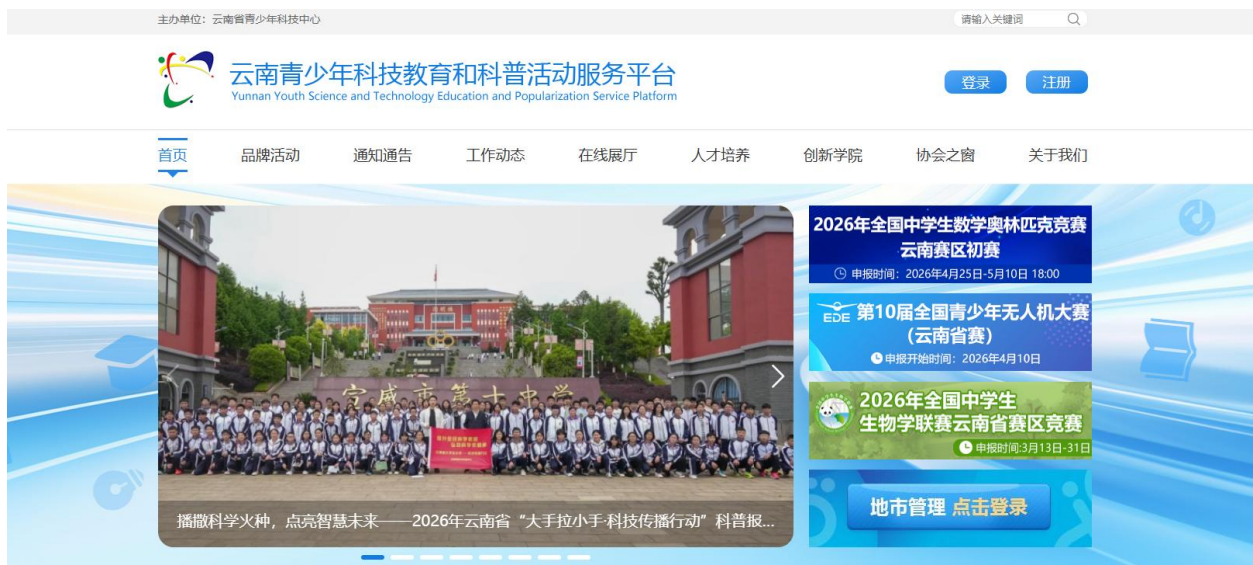 主办单位：云南省青少年科技中心
请输入关键词
云南青少年科技教育和科普活动服务平台
Yunnan Youth Science and Technology Education and Popularization Service Platform
登录
注册
首页
品牌活动
通知通告
工作动态
在线展厅
人才培养
创新学院
协会之窗
关于我们
宣威市第十中学
播撒科学火种，点亮智慧未来——2026年云南省“大手拉小手·科技传播行动”科普报...
2026年全国中学生数学奥林匹克竞赛
云南赛区初赛
申报时间：2026年4月25日-5月10日 18:00
EDE 第10届全国青少年无人机大赛
（云南省赛）
申报开始时间：2026年4月10日
2026年全国中学生
生物学联赛云南省赛区竞赛
申报时间:3月13日-31日
地市管理 点击登录